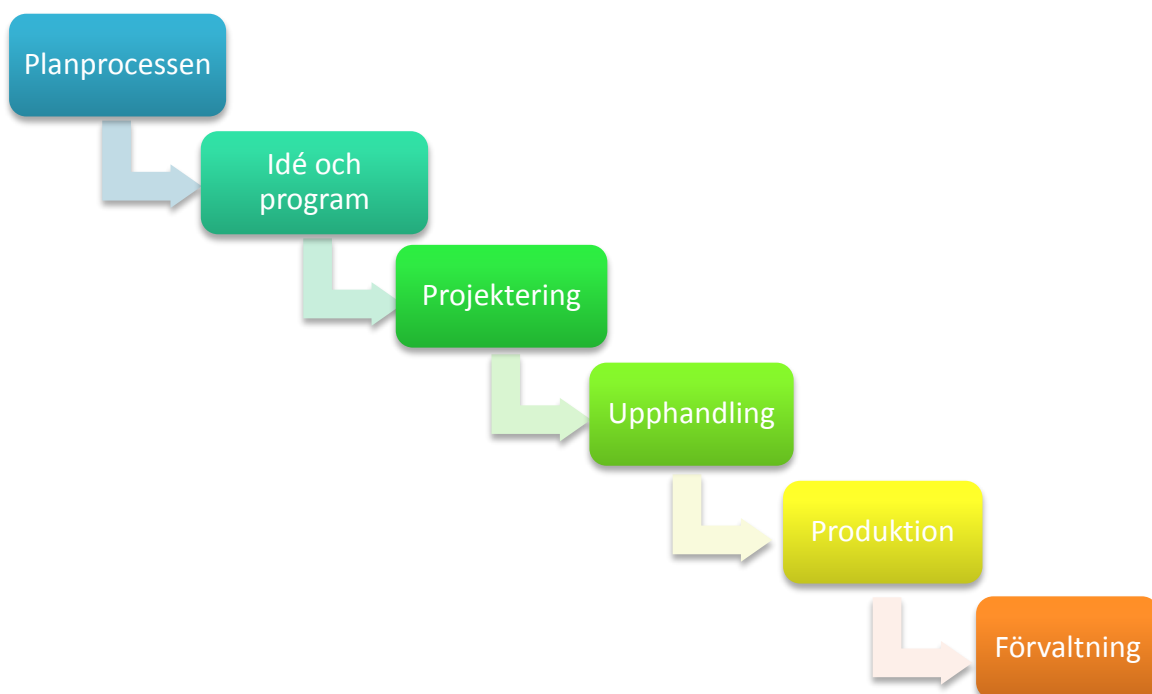 Planprocessen
Idé och
program
Projektering
Upphandling
Produktion
Förvaltning